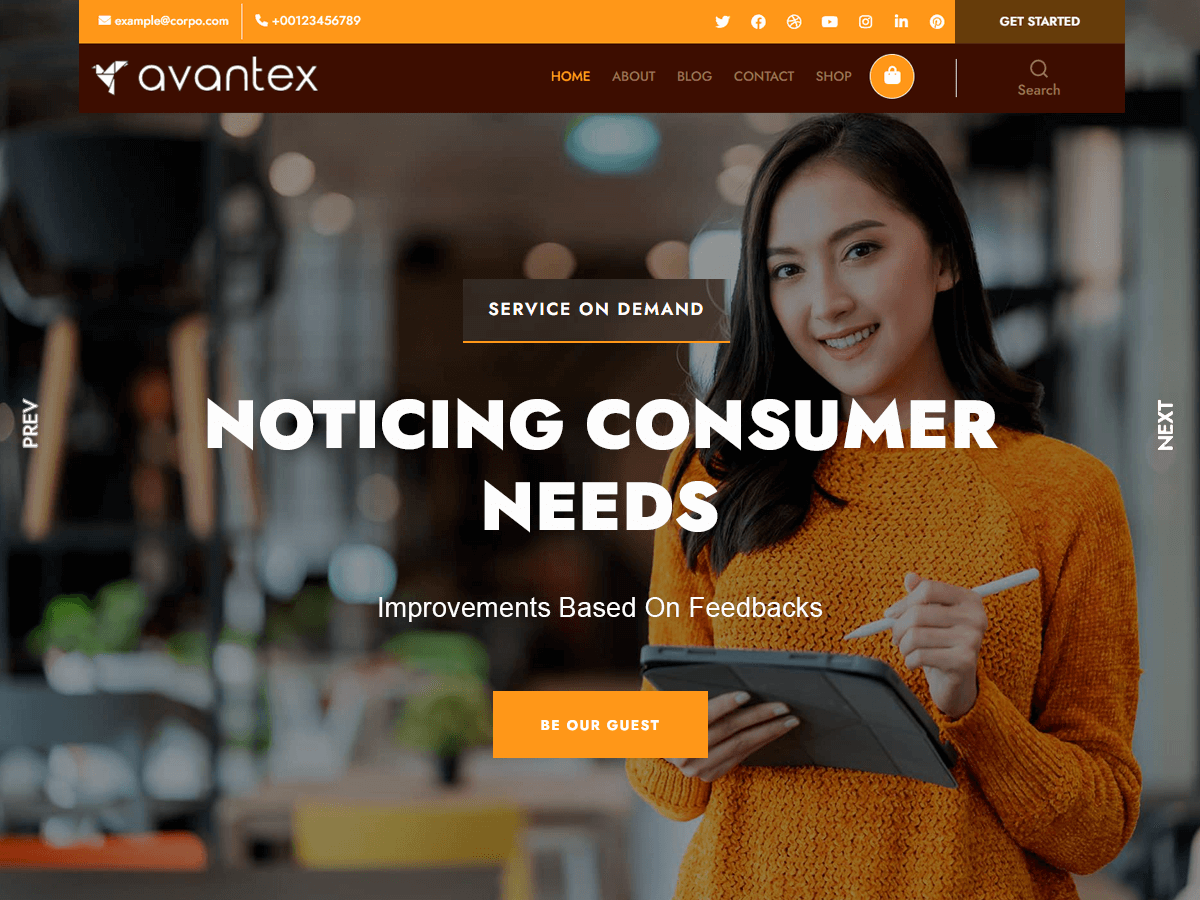 example@corpo.com
+00123456789
GET STARTED
avantex
HOME
ABOUT
BLOG
CONTACT
SHOP
Search
SERVICE ON DEMAND
PREV
NEXT
NOTICING CONSUMER
NEEDS
Improvements Based On Feedbacks
BE OUR GUEST